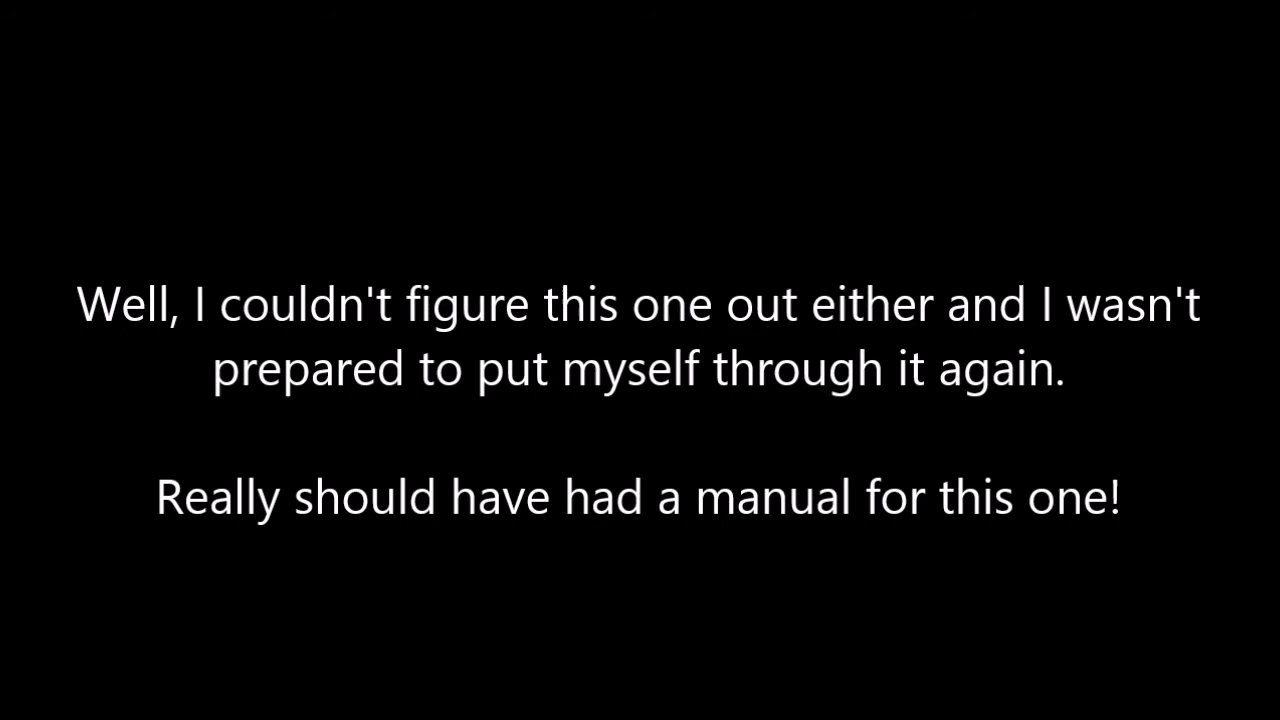 Well, I couldn't figure this one out either and I wasn't
prepared to put myself through it again.
Really should have had a manual for this one!